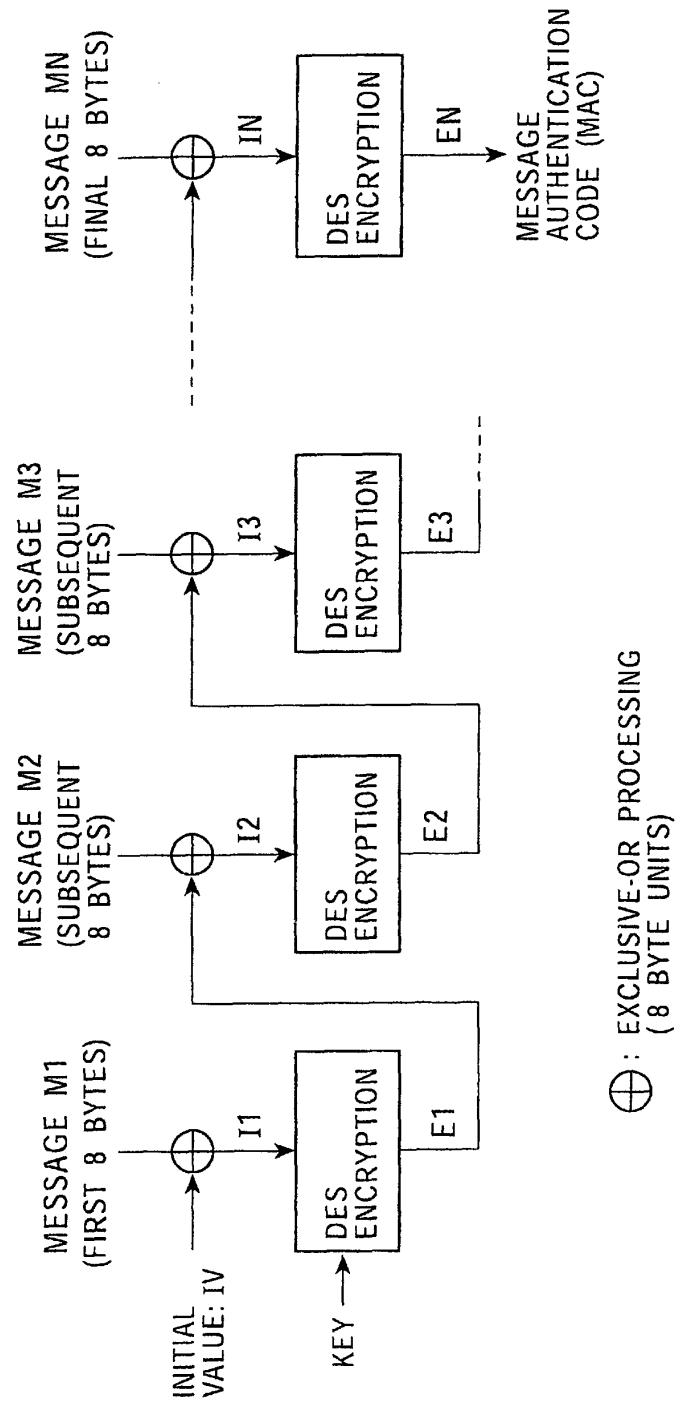 MESSAGE M1
(FIRST 8 BYTES)
MESSAGE M2
(SUBSEQUENT
8 BYTES)
MESSAGE M3
(SUBSEQUENT
8 BYTES)
MESSAGE MN
(FINAL 8 BYTES)
INITIAL
VALUE: IV
I1
I2
I3
IN
KEY
DES
ENCRYPTION
DES
ENCRYPTION
DES
ENCRYPTION
DES
ENCRYPTION
E1
E2
E3
EN
MESSAGE
AUTHENTICATION
CODE (MAC)
: EXCLUSIVE-OR PROCESSING
( 8 BYTE UNITS)